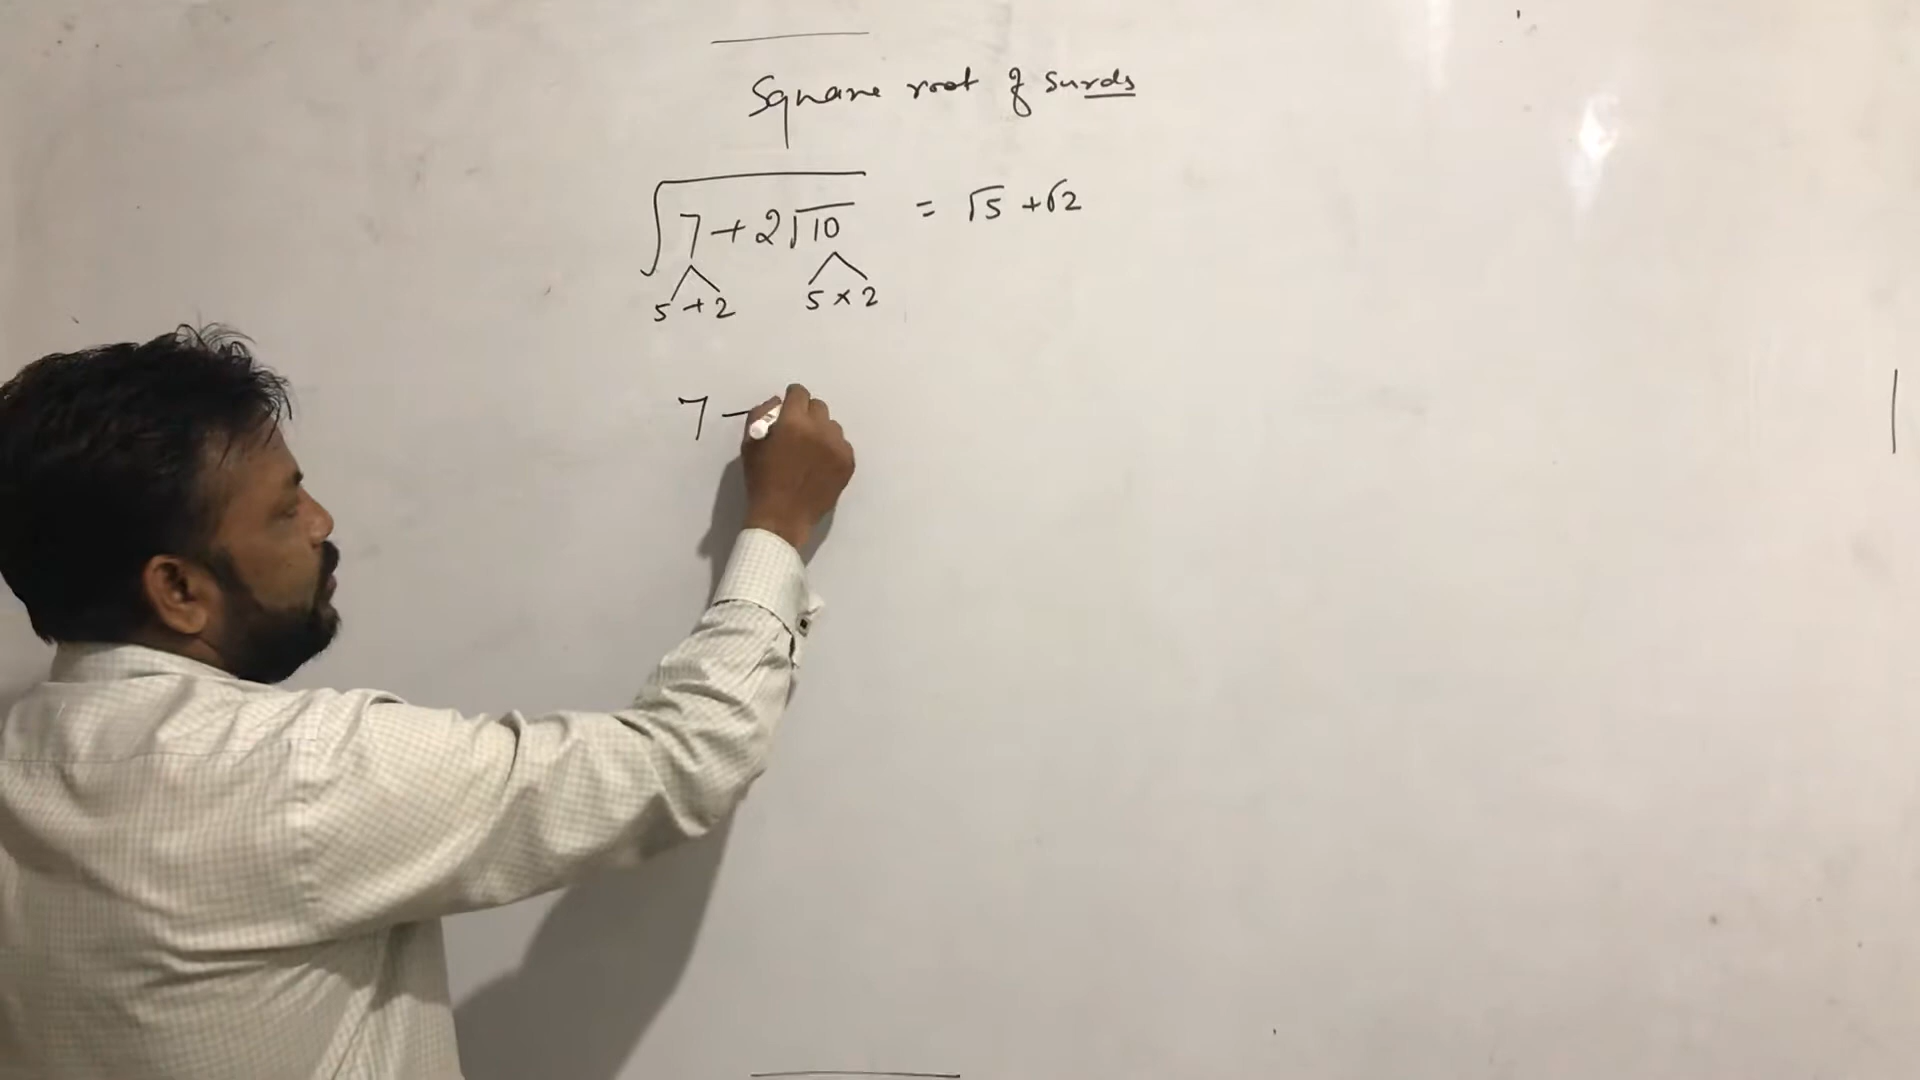 Square root of surds
√(7+2√10) = √5 +√2
5+2 5×2
7 -